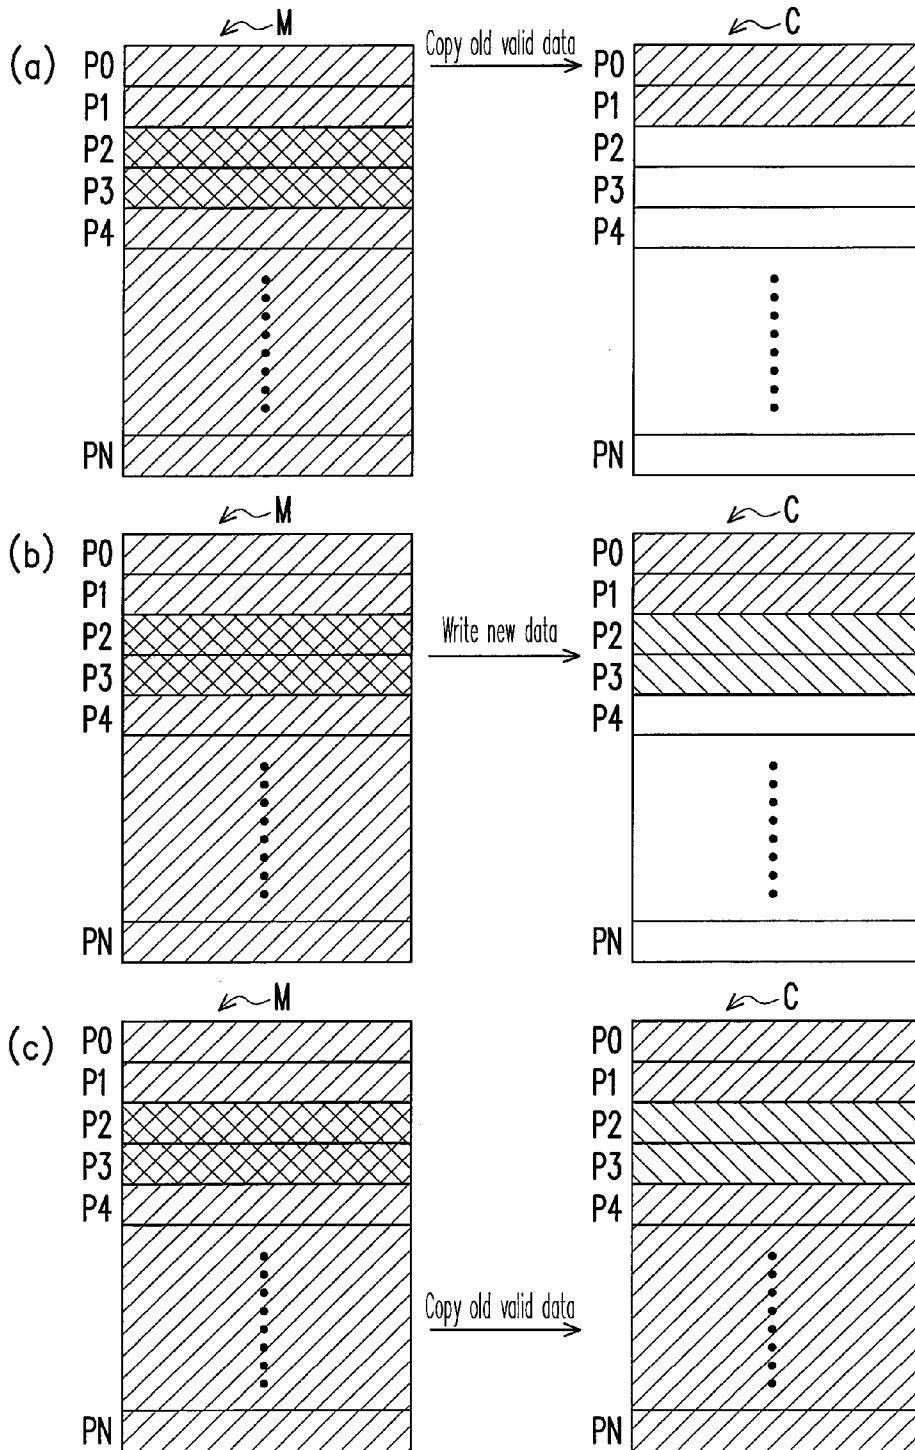 M Copy old valid data C
(a) P0 P0
P1 P1
P2 P2
P3 P3
P4 P4
PN PN
M C
(b) P0 P0
P1 P1
P2 Write new data P2
P3 P3
P4 P4
PN PN
M C
(c) P0 P0
P1 P1
P2 P2
P3 P3
P4 P4
Copy old valid data
PN PN